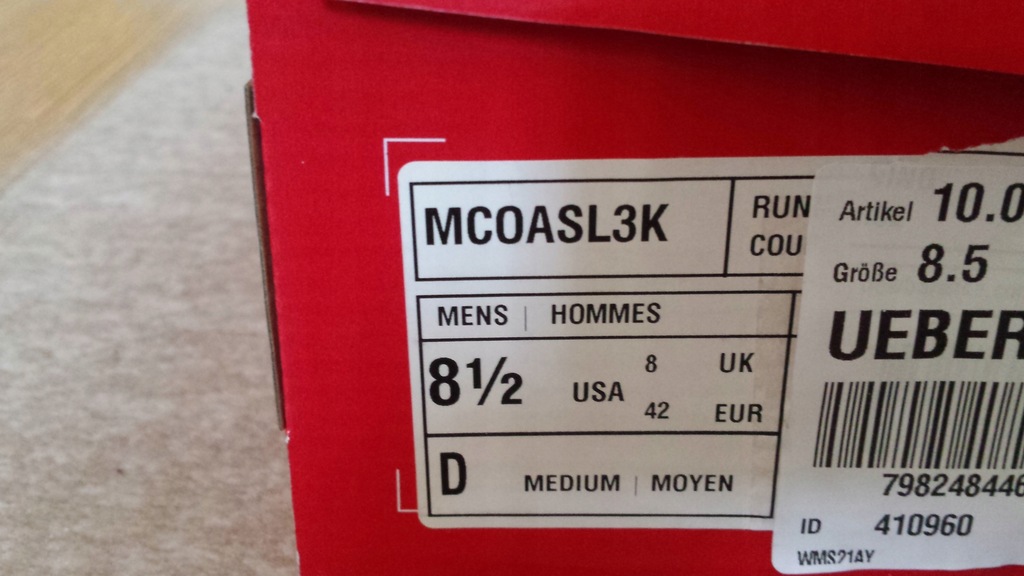 MCOASL3K
RUN
COU
MENS | HOMMES
8½ USA
8 UK
42 EUR
D MEDIUM | MOYEN
Artikel 10.0
Größe 8.5
UEBER
798248446
ID 410960
WMS21AY